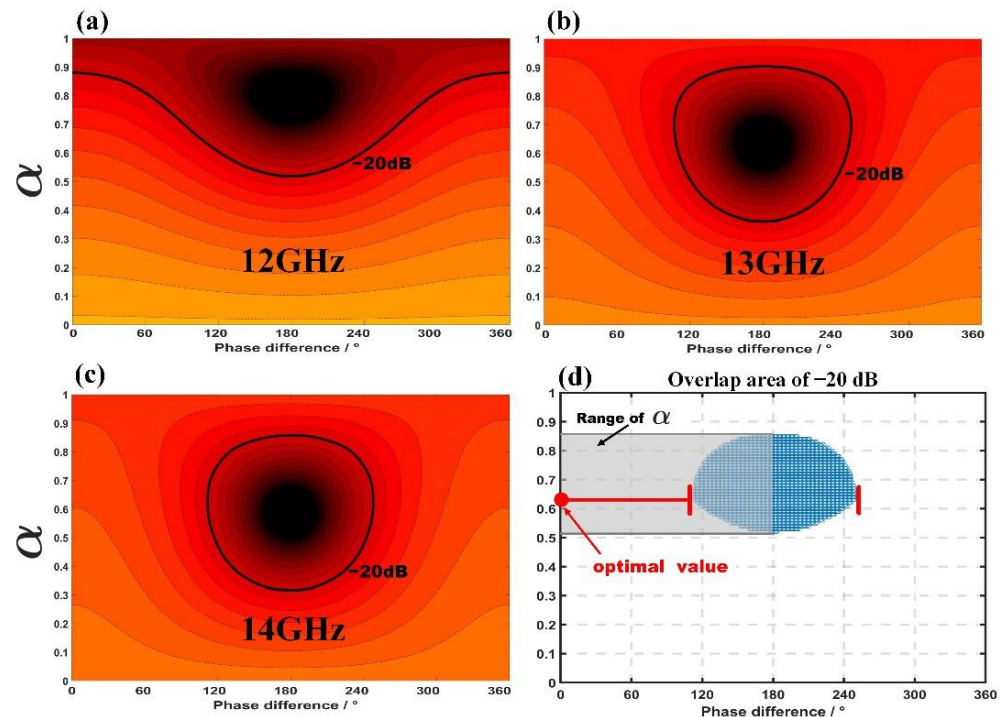 (a)
1
0.9
0.8
0.7
0.6
0.5
0.4
0.3
0.2
0.1
0
α
−20dB
12GHz
0 60 120 180 240 300 360
Phase difference / °
(b)
1
0.9
0.8
0.7
0.6
0.5
0.4
0.3
0.2
0.1
0
−20dB
13GHz
0 60 120 180 240 300 360
Phase difference / °
(c)
1
0.9
0.8
0.7
0.6
0.5
0.4
0.3
0.2
0.1
0
α
−20dB
14GHz
0 60 120 180 240 300 360
Phase difference / °
(d)
Overlap area of −20 dB
1
0.9
0.8
0.7
0.6
0.5
0.4
0.3
0.2
0.1
0
Range of α
optimal value
0 60 120 180 240 300 360
Phase difference / °